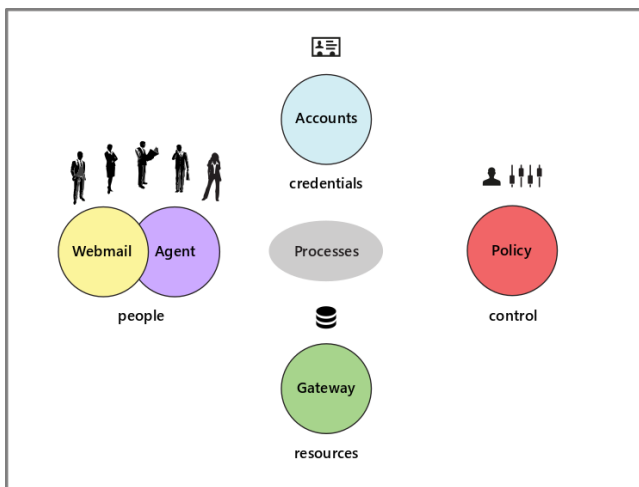 Accounts
credentials
Webmail
Agent
people
Processes
Policy
control
Gateway
resources